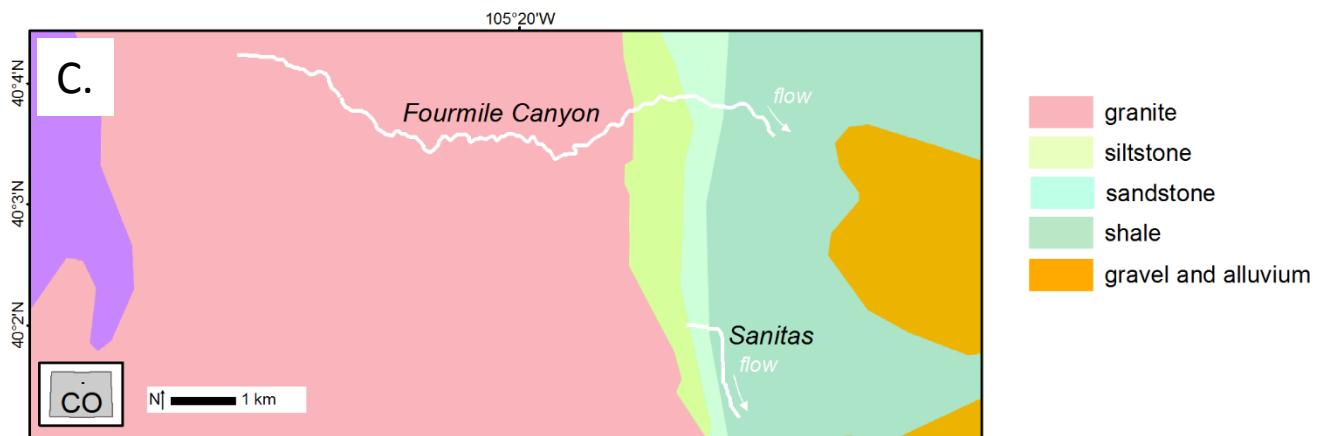 105°20'W
C.
40°4'N
40°3'N
40°2'N
Fourmile Canyon
flow
Sanitas
flow
CO
N
1 km
granite
siltstone
sandstone
shale
gravel and alluvium